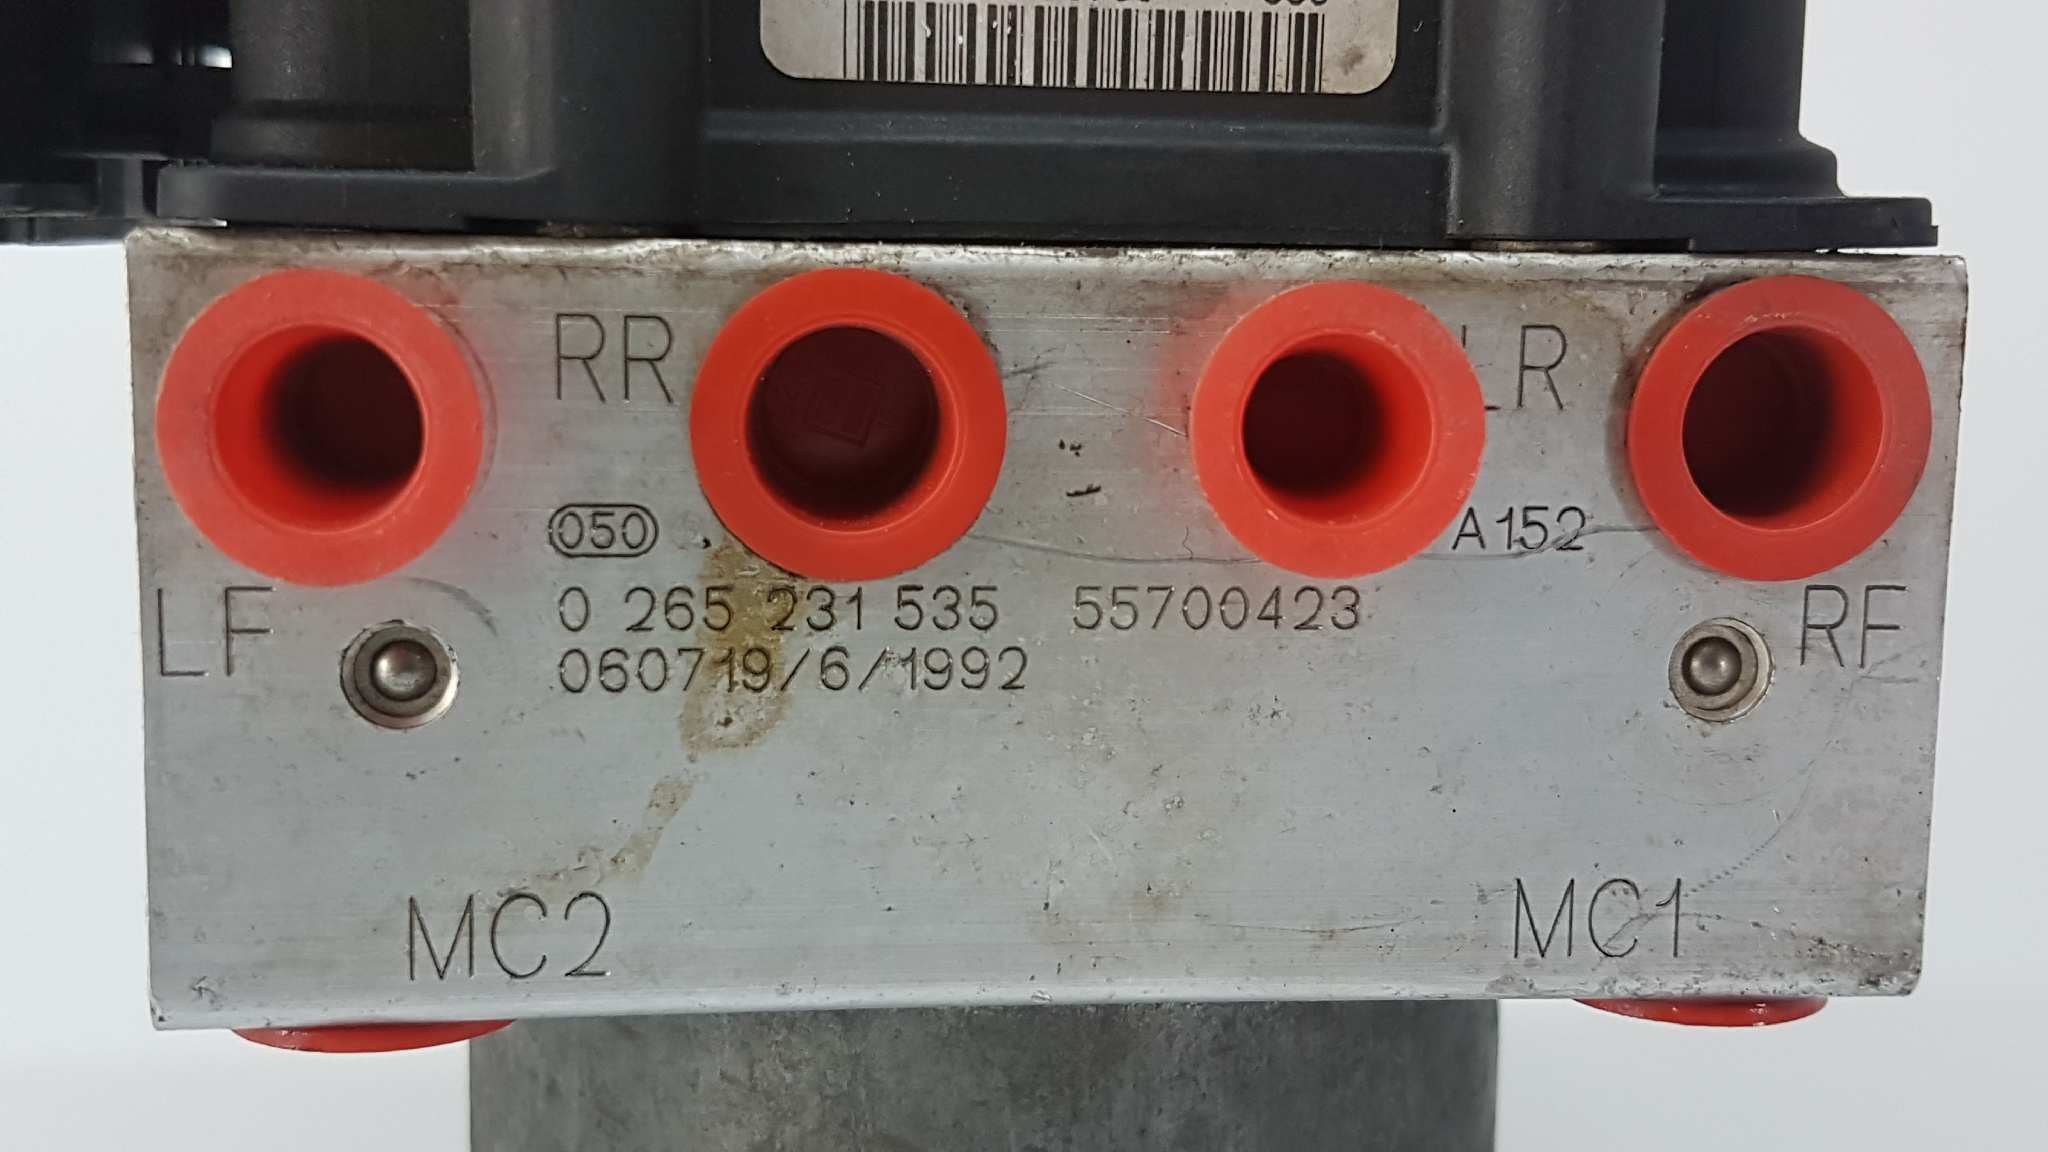 RR LR
050 A152
LF 0 265 231 535 55700423 RF
060719/6/1992
MC2 MC1